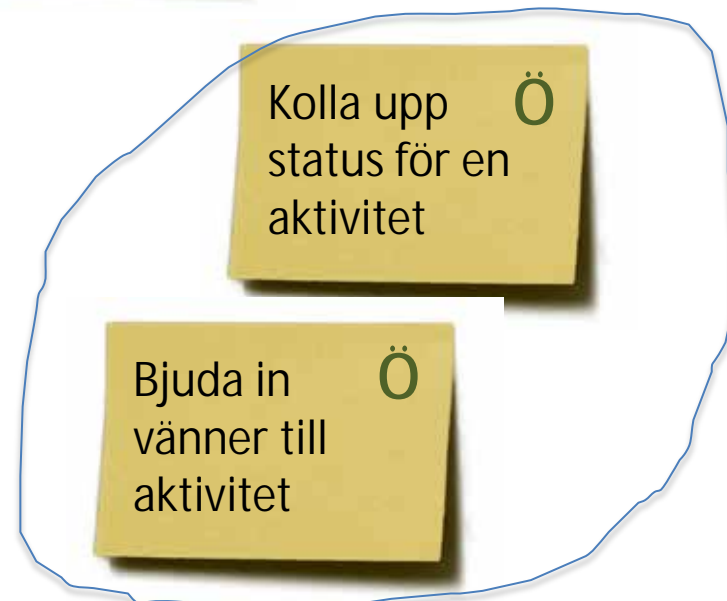 Kolla upp Ö
status för en
aktivitet
Bjuda in Ö
vänner till
aktivitet